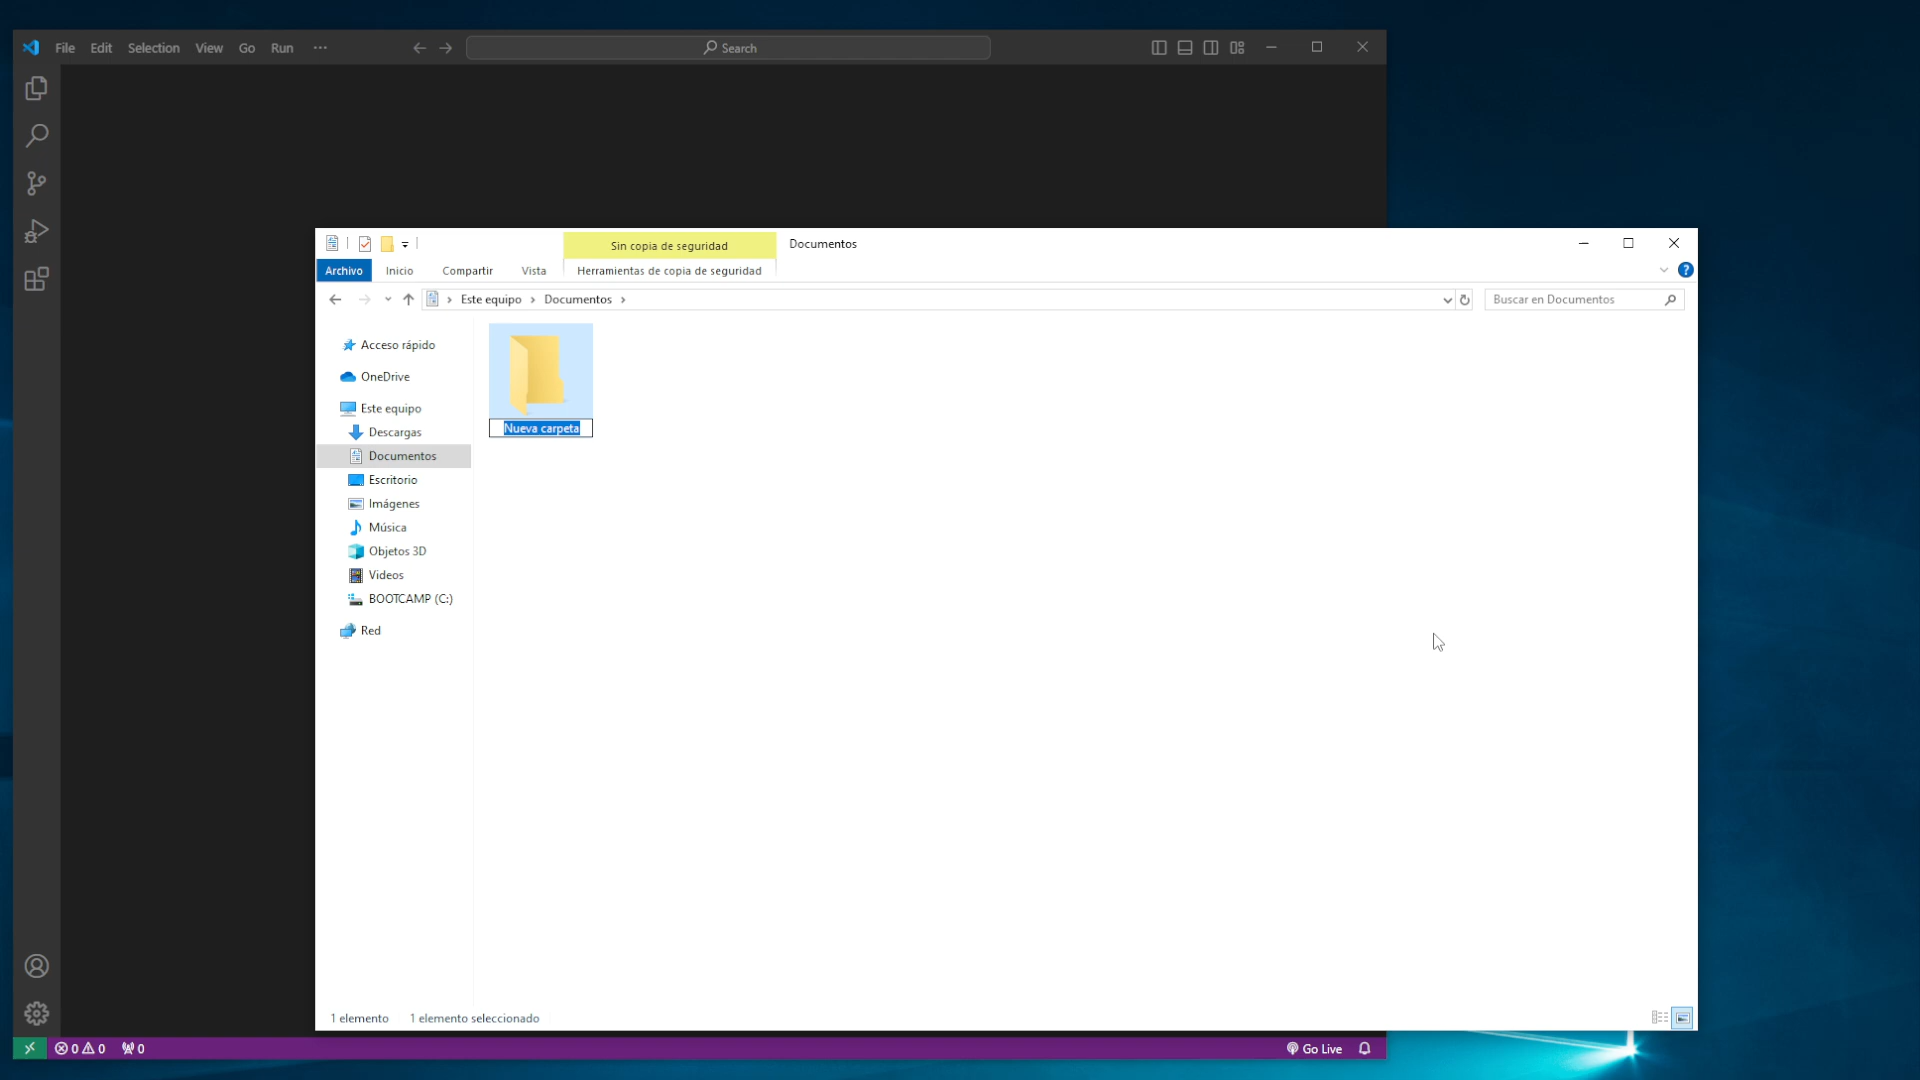 File Edit Selection View Go Run ···
Search
Sin copia de seguridad
Documentos
Archivo Inicio Compartir Vista Herramientas de copia de seguridad
Este equipo › Documentos ›
Buscar en Documentos
Acceso rápido
OneDrive
Este equipo
Descargas
Documentos
Escritorio
Imágenes
Música
Objetos 3D
Videos
BOOTCAMP (C:)
Red
Nueva carpeta
1 elemento 1 elemento seleccionado
0 0 0
Go Live